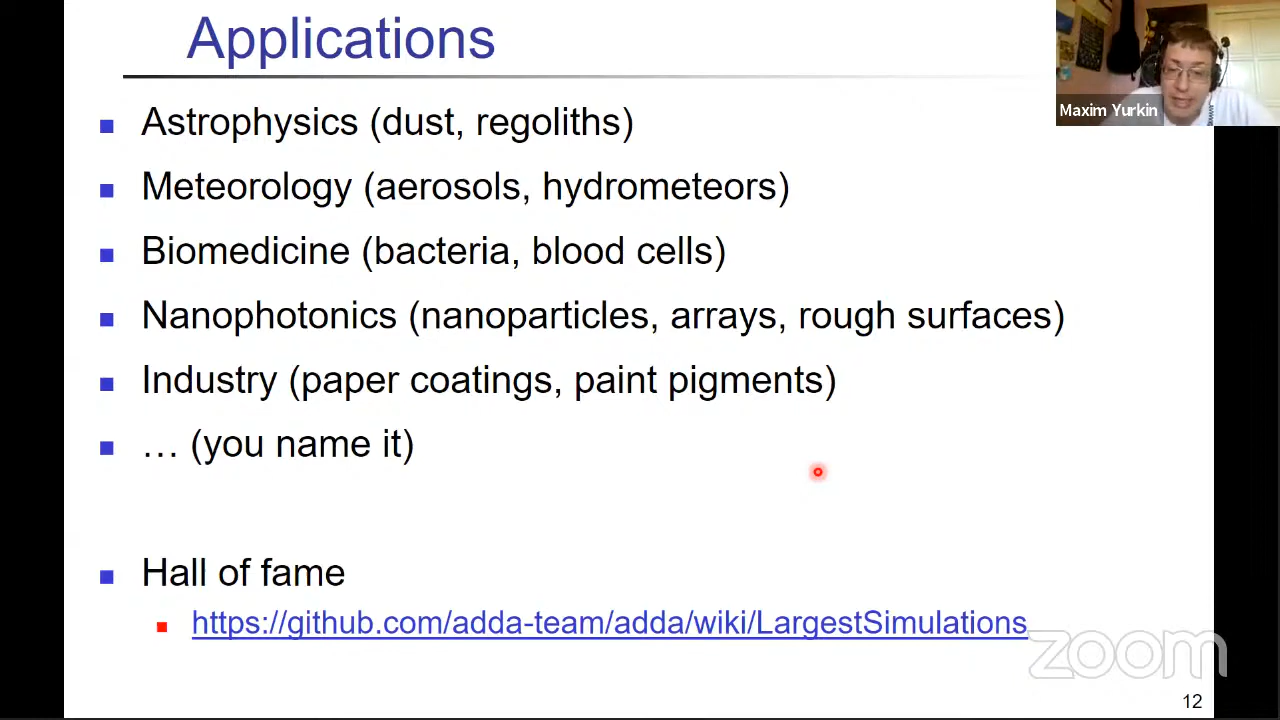 Applications
Maxim Yurkin
Astrophysics (dust, regoliths)
Meteorology (aerosols, hydrometeors)
Biomedicine (bacteria, blood cells)
Nanophotonics (nanoparticles, arrays, rough surfaces)
Industry (paper coatings, paint pigments)
… (you name it)
Hall of fame
https://github.com/adda-team/adda/wiki/LargestSimulations
zoom
12